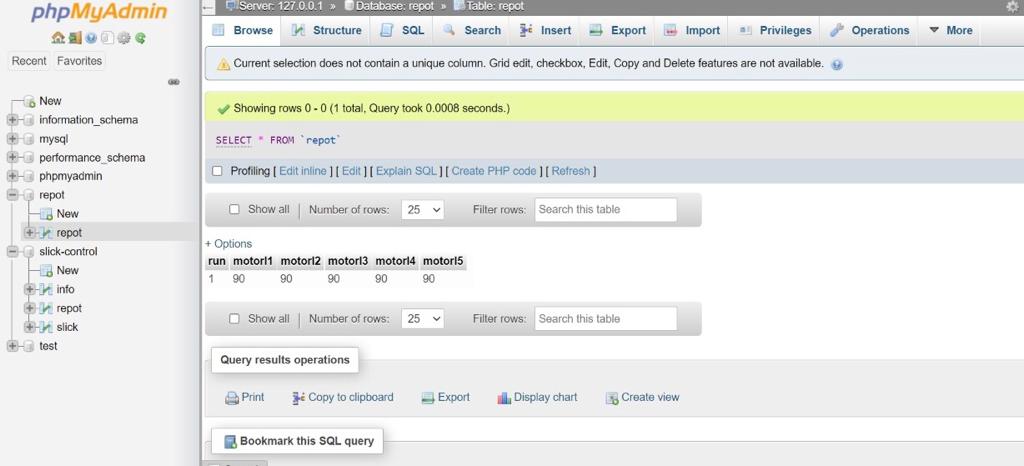 phpMyAdmin
Recent Favorites
New
information_schema
mysql
performance_schema
phpmyadmin
repot
New
repot
slick-control
New
info
repot
slick
test
Server: 127.0.0.1 » Database: repot » Table: repot
Browse Structure SQL Search Insert Export Import Privileges Operations More
Current selection does not contain a unique column. Grid edit, checkbox, Edit, Copy and Delete features are not available.
Showing rows 0 - 0 (1 total, Query took 0.0008 seconds.)
SELECT * FROM `repot`
Profiling [ Edit inline ] [ Edit ] [ Explain SQL ] [ Create PHP code ] [ Refresh ]
Show all Number of rows: 25 Filter rows: Search this table
+ Options
run motorl1 motorl2 motorl3 motorl4 motorl5
1 90 90 90 90 90
Show all Number of rows: 25 Filter rows: Search this table
Query results operations
Print Copy to clipboard Export Display chart Create view
Bookmark this SQL query